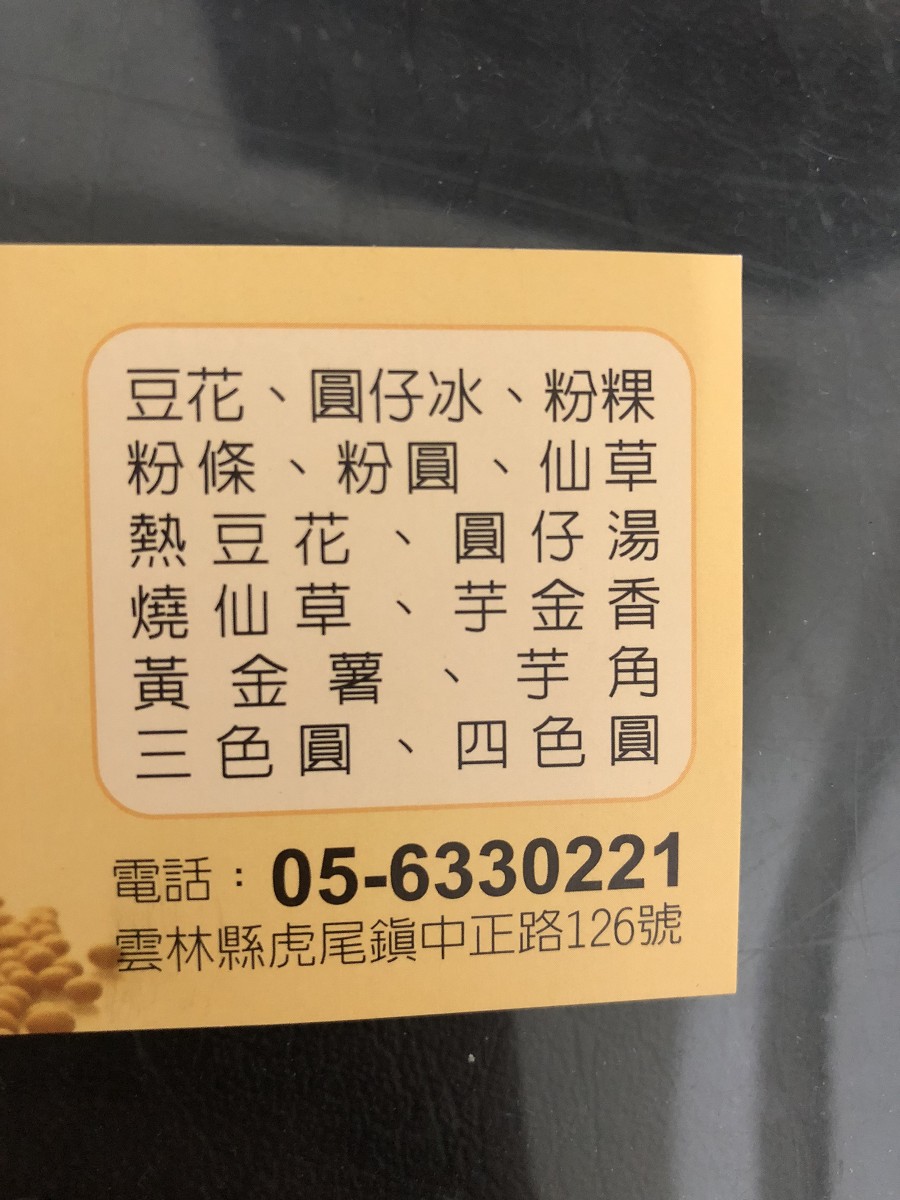 豆花、圓仔冰、粉粿
粉條、粉圓、仙草
熱豆花、圓仔湯
燒仙草、芋金香
黃金薯、芋角
三色圓、四色圓
電話：05-6330221
雲林縣虎尾鎮中正路126號